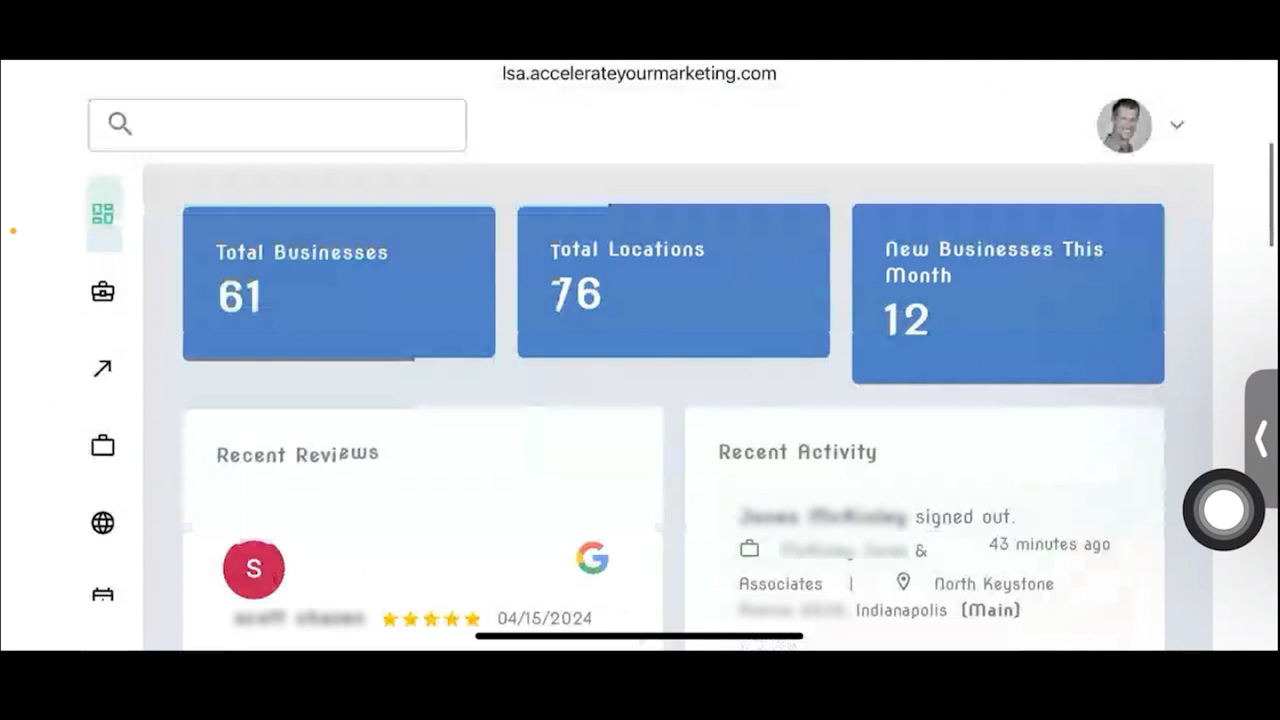 lsa.accelerateyourmarketing.com
Total Businesses
61
Total Locations
76
New Businesses This
Month
12
Recent Reviews
S
04/15/2024
Recent Activity
signed out.
&
43 minutes ago
Associates | North Keystone
Indianapolis (Main)